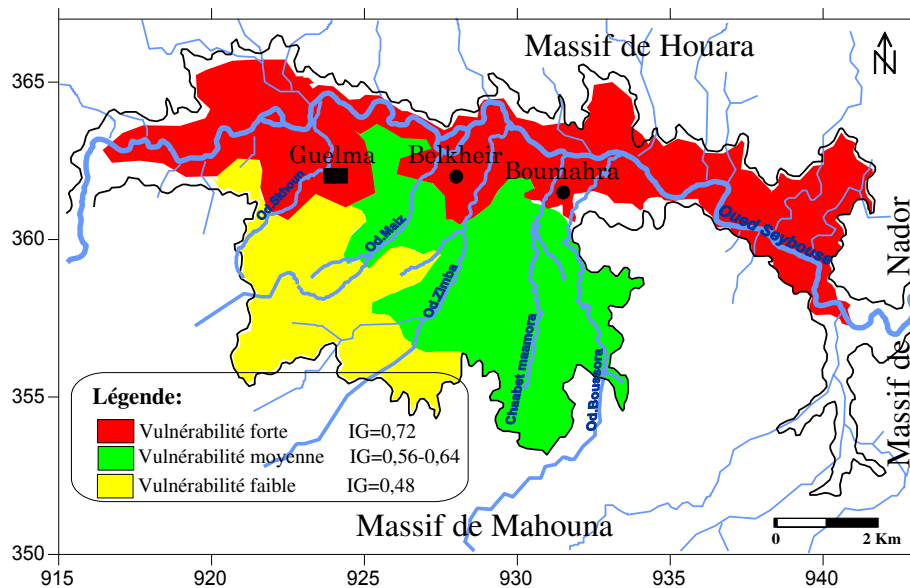 Massif de Houara
N
365
Guelma
Belkheir
Boumahra
Od.Skhoun
360
Od.Maiz
Oued Seybouse
Od.Zimba
Massif de Nador
Chaabet maamora
Od.Boussora
355
Légende:
Vulnérabilité forte IG=0,72
Vulnérabilité moyenne IG=0,56-0,64
Vulnérabilité faible IG=0,48
Massif de Mahouna
0 2 Km
350
915 920 925 930 935 940